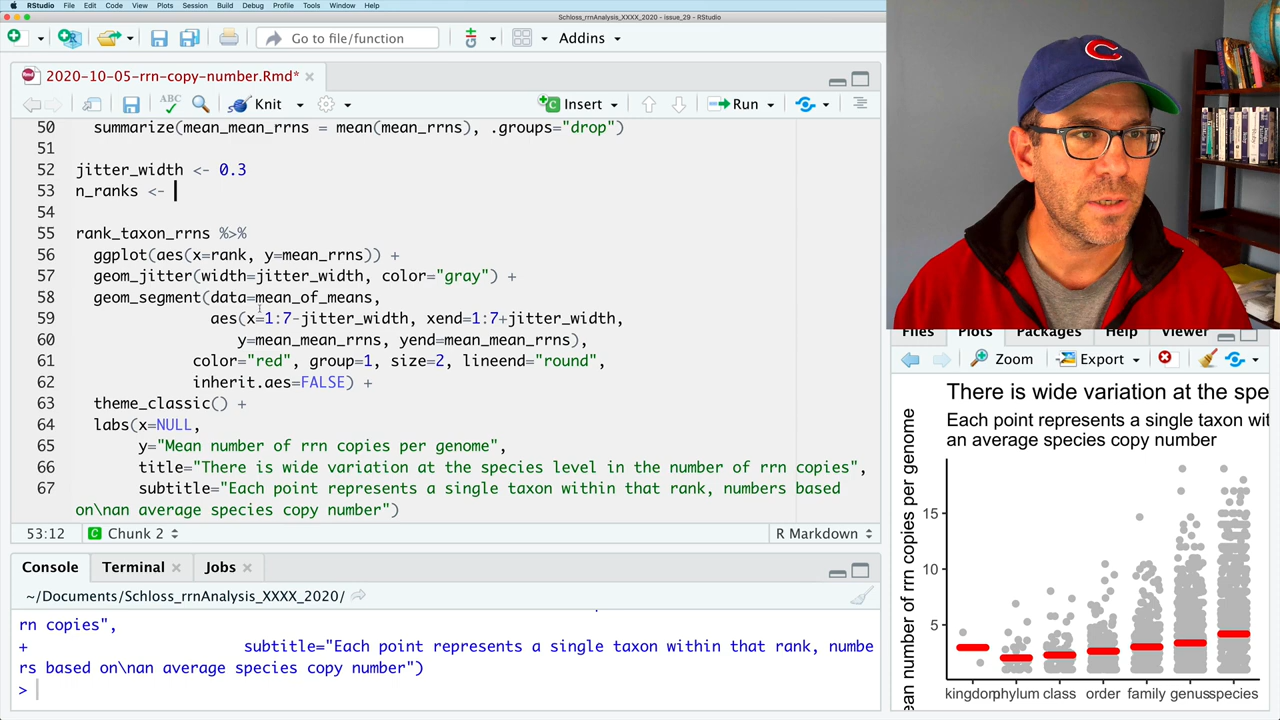 RStudio File Edit Code View Plots Session Build Debug Profile Tools Window Help
Schloss_rrnAnalysis_XXXX_2020 - issue_29 - RStudio
Go to file/function Addins
2020-10-05-rrn-copy-number.Rmd*
ABC Knit Insert Run
50 summarize(mean_mean_rrns = mean(mean_rrns), .groups="drop")
51
52 jitter_width <- 0.3
53 n_ranks <-
54
55 rank_taxon_rrns %>%
56 ggplot(aes(x=rank, y=mean_rrns)) +
57 geom_jitter(width=jitter_width, color="gray") +
58 geom_segment(data=mean_of_means,
59 aes(x=1:7-jitter_width, xend=1:7+jitter_width,
60 y=mean_mean_rrns, yend=mean_mean_rrns),
61 color="red", group=1, size=2, lineend="round",
62 inherit.aes=FALSE) +
63 theme_classic() +
64 labs(x=NULL,
65 y="Mean number of rrn copies per genome",
66 title="There is wide variation at the species level in the number of rrn copies",
67 subtitle="Each point represents a single taxon within that rank, numbers based
on\nan average species copy number")
53:12 Chunk 2 R Markdown
Console Terminal Jobs
~/Documents/Schloss_rrnAnalysis_XXXX_2020/
rn copies",
+ subtitle="Each point represents a single taxon within that rank, numbe
rs based on\nan average species copy number")
>
Files Plots Packages Help Viewer
Zoom Export
There is wide variation at the spe
Each point represents a single taxon wit
an average species copy number
ean number of rrn copies per genome
15
10
5
kingdom phylum class order family genus species
C